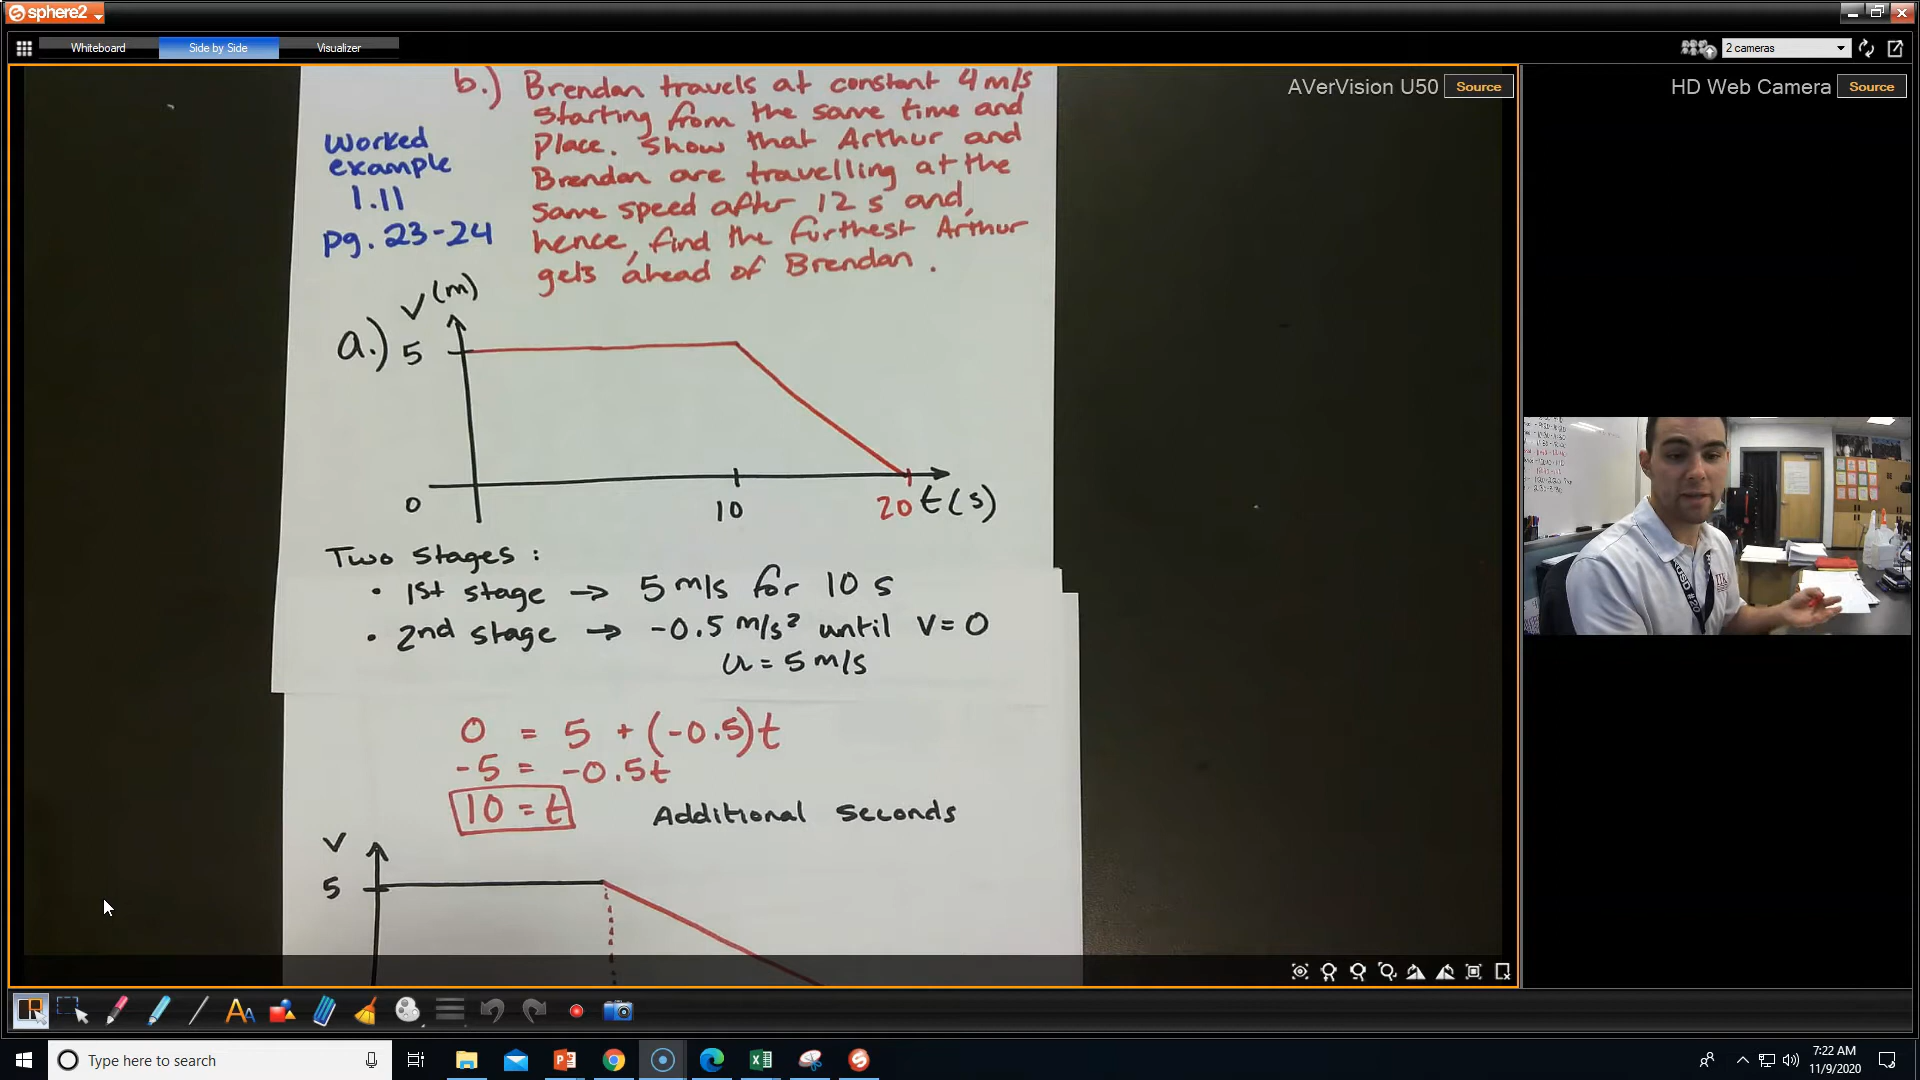 sphere2
Whiteboard
Side by Side
Visualizer
2 cameras
AVerVision U50
Source
HD Web Camera
Source
b.) Brendan travels at constant 4 m/s
starting from the same time and
Place. Show that Arthur and
Brendan are travelling at the
same speed after 12 s and,
hence, find the furthest Arthur
gets ahead of Brendan.
Worked
example
1.11
pg. 23-24
a.)
V (m)
5
0
10
20
t(s)
Two stages:
• 1st stage → 5 m/s for 10 s
• 2nd stage → -0.5 m/s² until V = 0
u = 5 m/s
0 = 5 + (-0.5)t
-5 = -0.5t
10 = t
Additional seconds
V
5
Type here to search
7:22 AM
11/9/2020